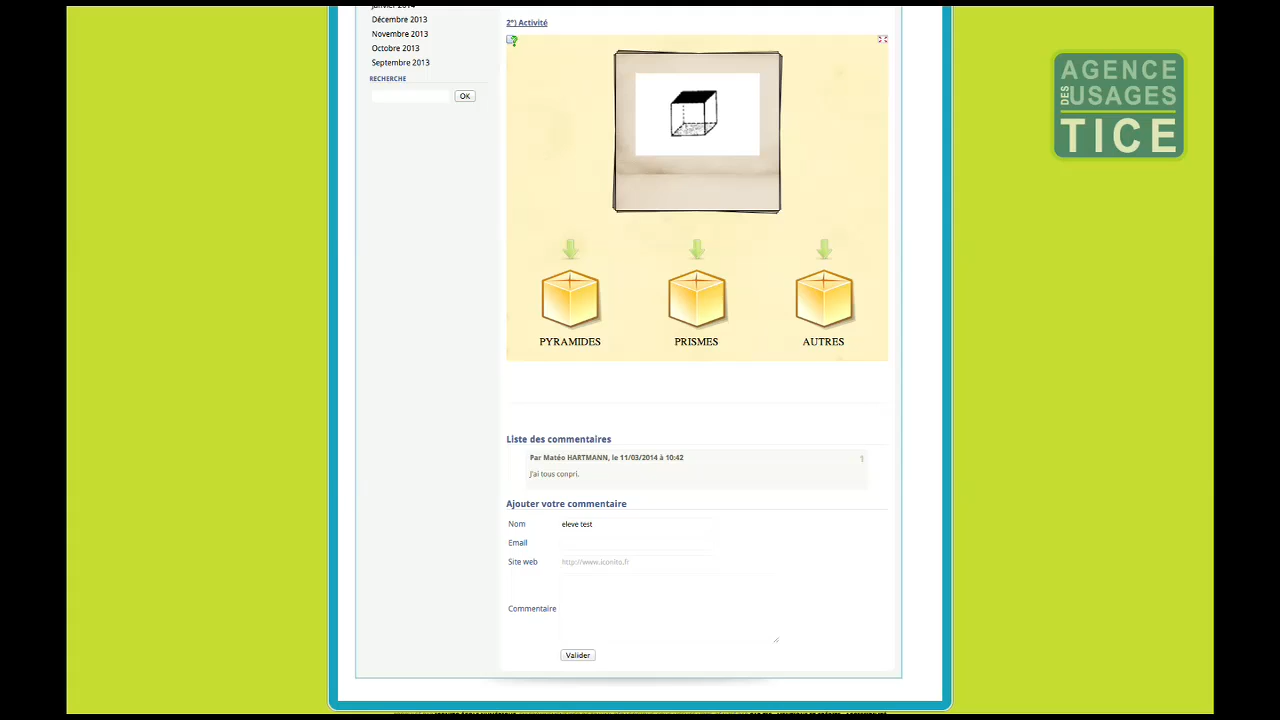 Décembre 2013
Novembre 2013
Octobre 2013
Septembre 2013
RECHERCHE
OK
2°) Activité
PYRAMIDES
PRISMES
AUTRES
Liste des commentaires
Par Matéo HARTMANN, le 11/03/2014 à 10:42
J'ai tous conpri.
Ajouter votre commentaire
Nom eleve test
Email
Site web http://www.iconito.fr
Commentaire
Valider
AGENCE
DES USAGES
TICE